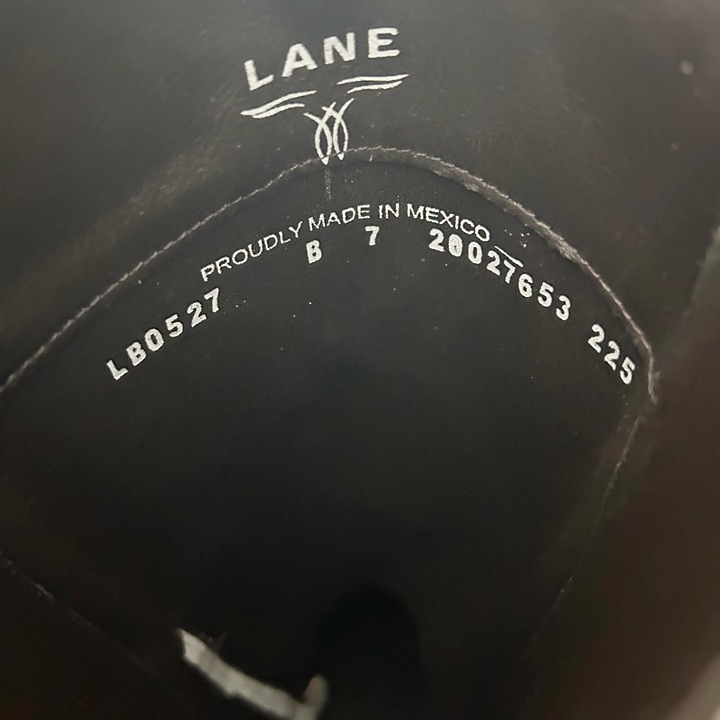 LANE
PROUDLY MADE IN MEXICO
LB0527 B 7 20027653 225